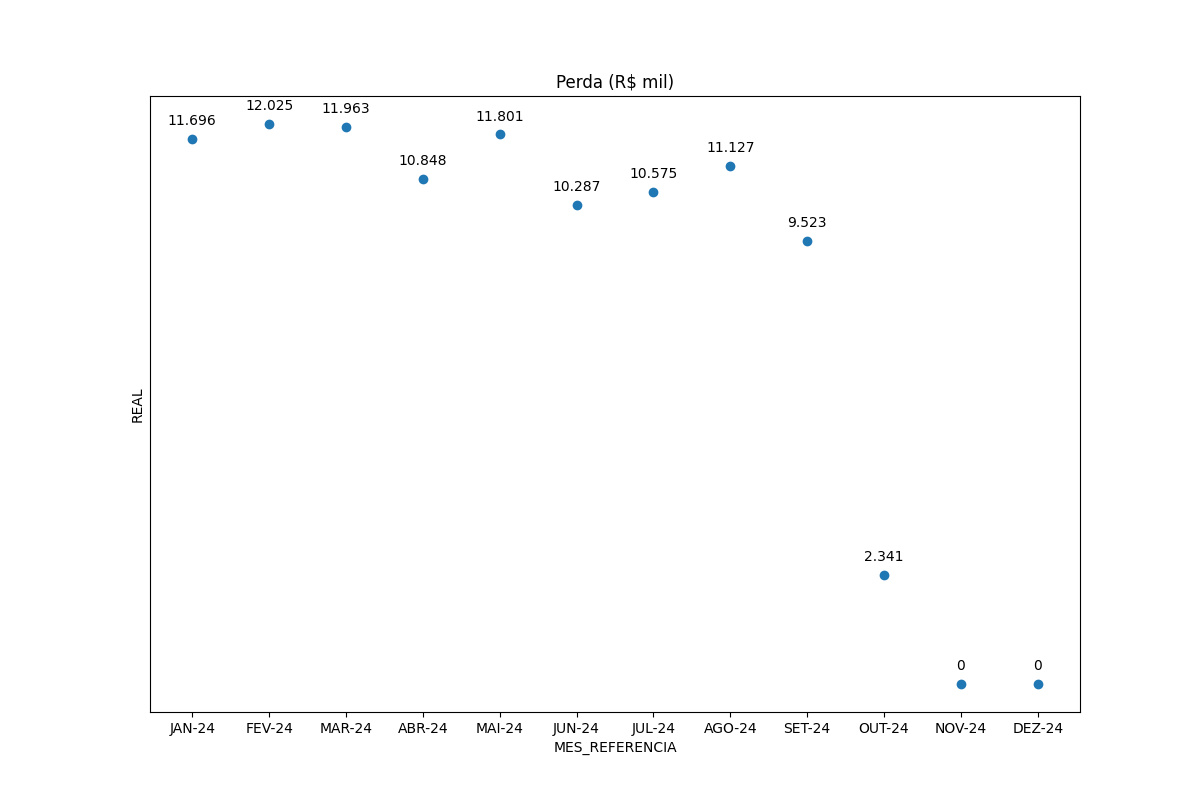 Perda (R$ mil)
11.696
12.025
11.963
10.848
11.801
10.287
10.575
11.127
9.523
2.341
0
0
REAL
JAN-24
FEV-24
MAR-24
ABR-24
MAI-24
JUN-24
JUL-24
AGO-24
SET-24
OUT-24
NOV-24
DEZ-24
MES_REFERENCIA